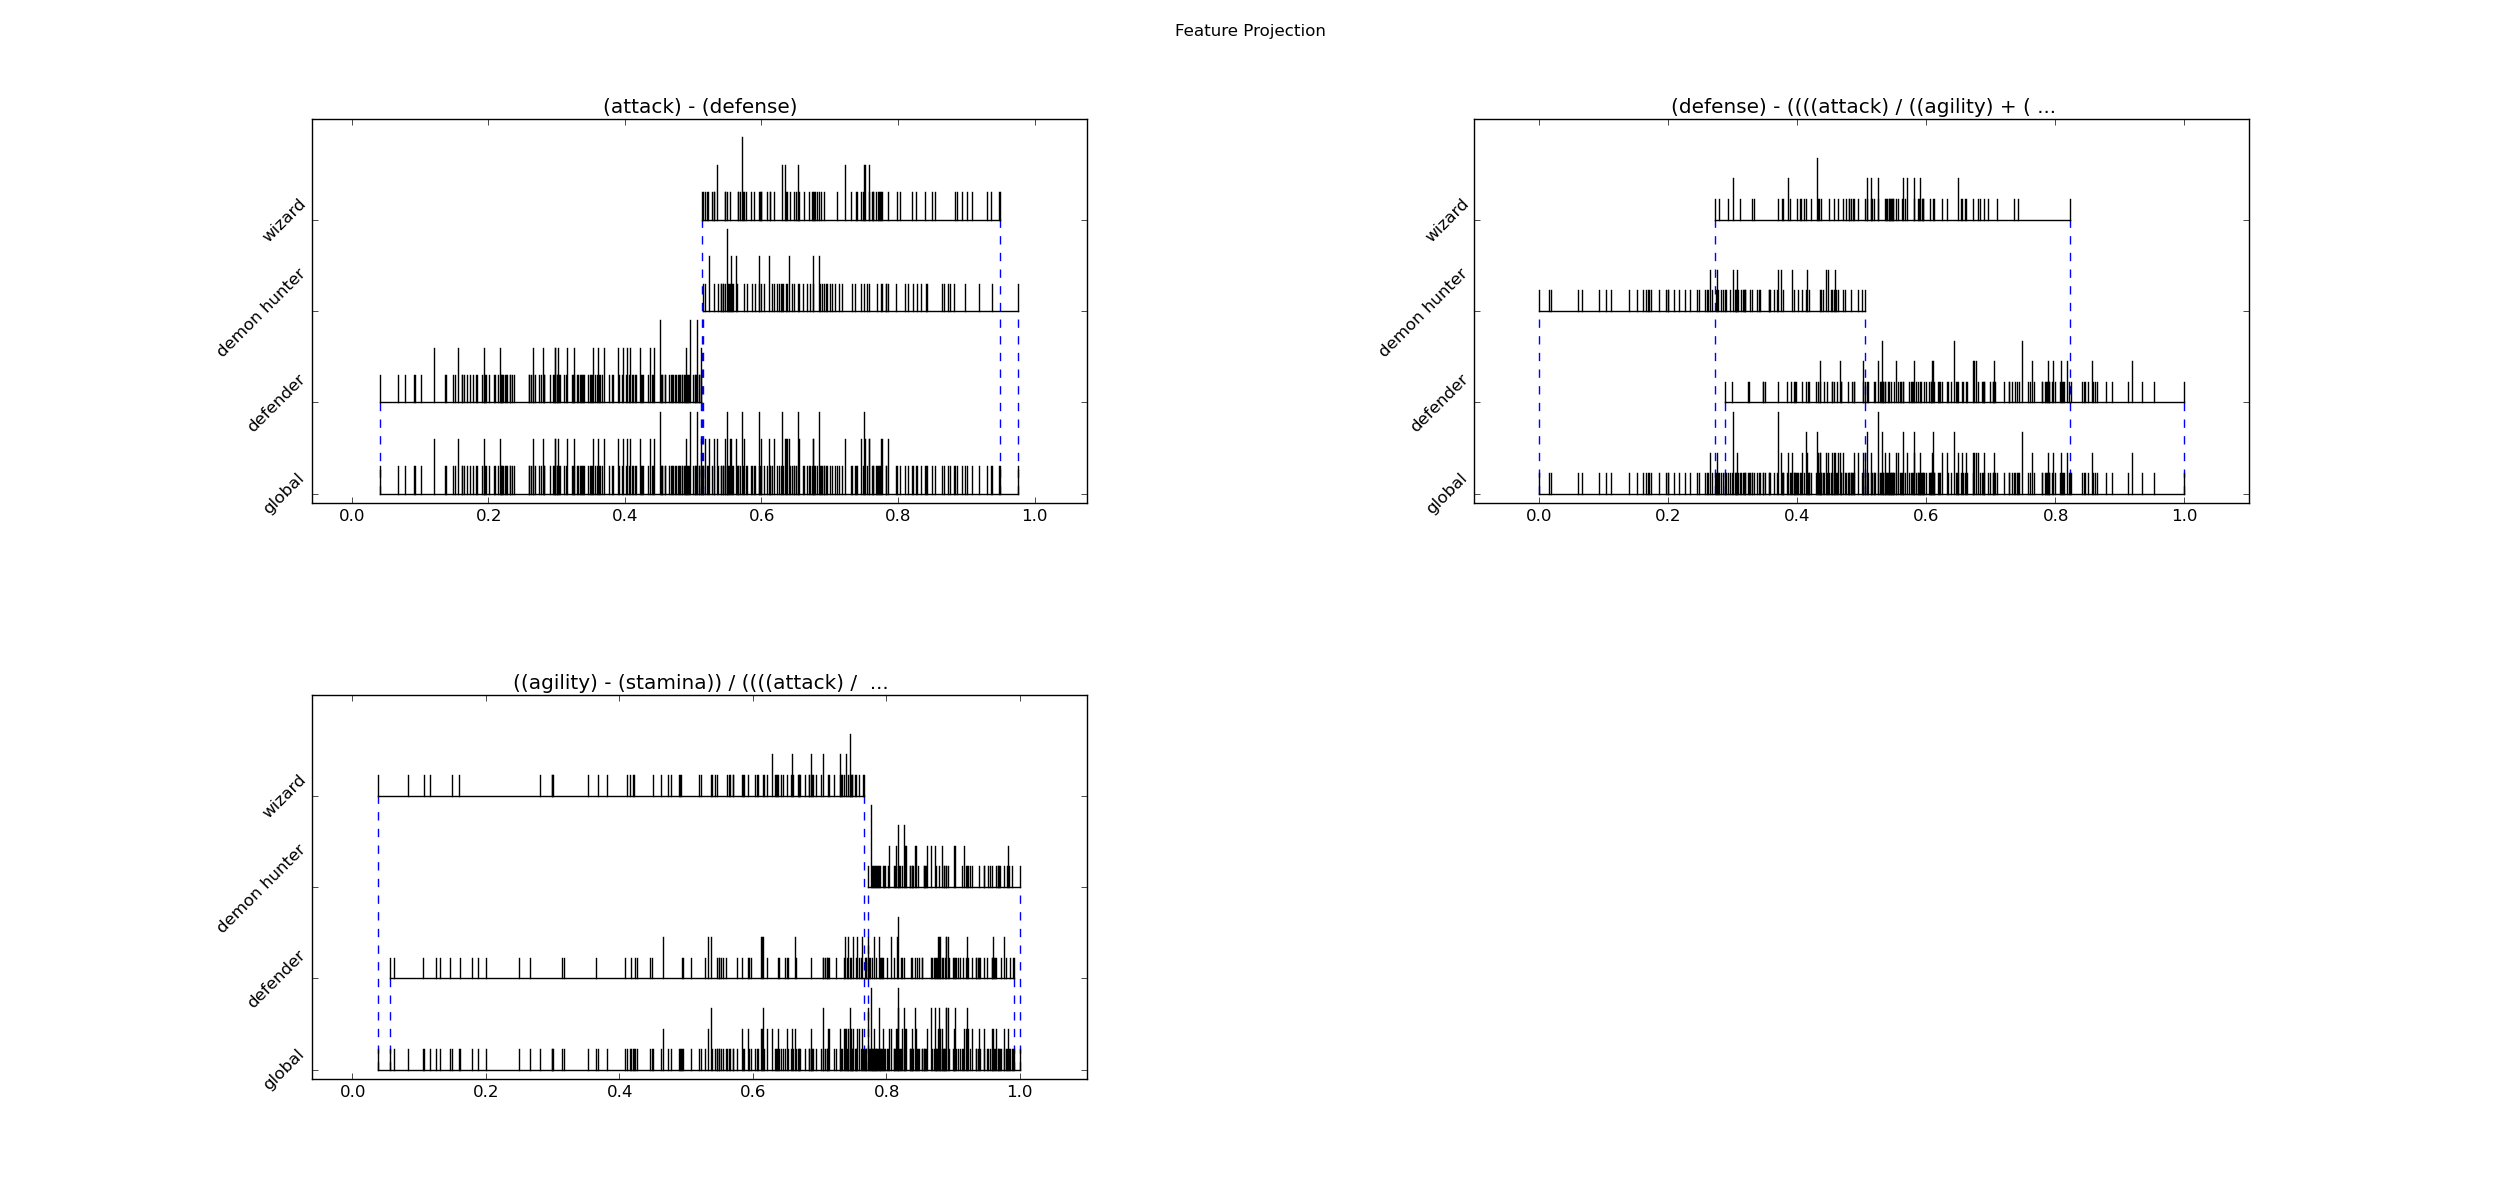 Feature Projection
(attack) - (defense)
wizard
demon hunter
defender
global
0.0 0.2 0.4 0.6 0.8 1.0
(defense) - ((((attack) / ((agility) + ( ...
wizard
demon hunter
defender
global
0.0 0.2 0.4 0.6 0.8 1.0
((agility) - (stamina)) / ((((attack) /  ...
wizard
demon hunter
defender
global
0.0 0.2 0.4 0.6 0.8 1.0